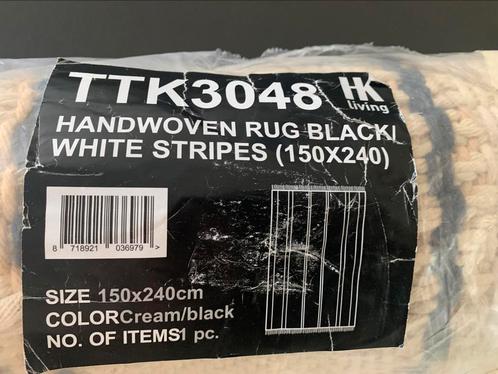 TTK3048
HK
living
HANDWOVEN RUG BLACK/
WHITE STRIPES (150X240)
8 718921 036979 >
SIZE 150x240cm
COLORCream/black
NO. OF ITEMS1 pc.